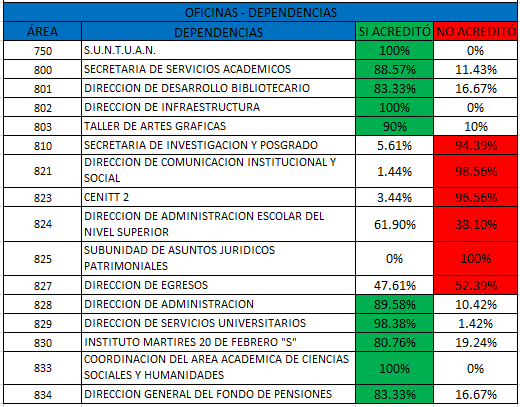 OFICINAS - DEPENDENCIAS
ÁREA DEPENDENCIAS SI ACREDITÓ NO ACREDITÓ
750 S.U.N.T.U.A.N. 100% 0%
800 SECRETARIA DE SERVICIOS ACADEMICOS 88.57% 11.43%
801 DIRECCION DE DESARROLLO BIBLIOTECARIO 83.33% 16.67%
802 DIRECCION DE INFRAESTRUCTURA 100% 0%
803 TALLER DE ARTES GRAFICAS 90% 10%
810 SECRETARIA DE INVESTIGACION Y POSGRADO 5.61% 94.39%
821 DIRECCION DE COMUNICACION INSTITUCIONAL Y
SOCIAL 1.44% 98.56%
823 CENITT 2 3.44% 96.56%
824 DIRECCION DE ADMINISTRACION ESCOLAR DEL
NIVEL SUPERIOR 61.90% 38.10%
825 SUBUNIDAD DE ASUNTOS JURIDICOS
PATRIMONIALES 0% 100%
827 DIRECCION DE EGRESOS 47.61% 52.39%
828 DIRECCION DE ADMINISTRACION 89.58% 10.42%
829 DIRECCION DE SERVICIOS UNIVERSITARIOS 98.38% 1.42%
830 INSTITUTO MARTIRES 20 DE FEBRERO "S" 80.76% 19.24%
833 COORDINACION DEL AREA ACADEMICA DE CIENCIAS
SOCIALES Y HUMANIDADES 100% 0%
834 DIRECCION GENERAL DEL FONDO DE PENSIONES 83.33% 16.67%